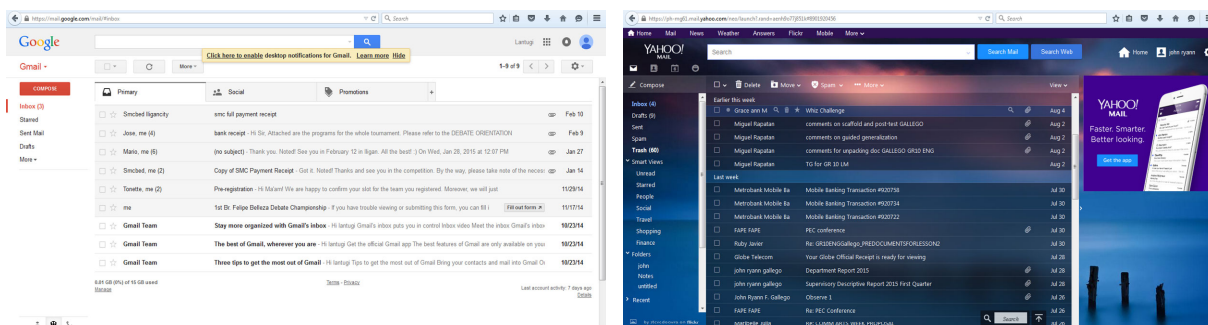 https://mail.google.com/mail/#inbox
Search
Google
Lantugi
Click here to enable desktop notifications for Gmail. Learn more Hide
Gmail
More
1-9 of 9
COMPOSE
Primary
Social
Promotions
+
Inbox (3)
Starred
Sent Mail
Drafts
More
Smcbed Iligancity smc full payment receipt Feb 10
Jose, me (4) bank receipt - Hi Sir. Attached are the programs for the whole tournament. Please refer to the DEBATE ORIENTATION Feb 9
Mario, me (6) (no subject) - Thank you. Noted! See you in February 12 in Iligan. All the best! :) On Wed, Jan 28, 2015 at 12:07 PM Jan 27
Smcbed, me (2) Copy of SMC Payment Receipt - Got it. Noted! Thanks and see you in the competition. By the way, please take note of the neces: Jan 14
Tonette, me (2) Pre-registration - Hi Ma'am! We are happy to confirm your slot for the team you registered. Moreover, we will just 11/29/14
me 1st Br. Felipe Belleza Debate Championship - If you have trouble viewing or submitting this form, you can fill i Fill out form 11/17/14
Gmail Team Stay more organized with Gmail's inbox - Hi lantugi Gmail's inbox puts you in control Inbox video Meet the inbox Gmail's 10/23/14
Gmail Team The best of Gmail, wherever you are - Hi lantugi Get the official Gmail app The best features of Gmail are only available on your 10/23/14
Gmail Team Three tips to get the most out of Gmail - Hi lantugi Tips to get the most out of Gmail Bring your contacts and mail into Gmail 10/23/14
0.01 GB (0%) of 15 GB used
Manage
Terms - Privacy
Last account activity: 7 days ago
Details
Search
Home Mail News Weather Answers Flickr Mobile More
YAHOO!
MAIL
Search
Search Mail
Search Web
Home
john ryann
Compose
Delete Move Spam More
View
Inbox (4)
Drafts (9)
Sent
Spam
Trash (60)
Smart Views
Unread
Starred
People
Social
Travel
Shopping
Finance
Folders
john
Notes
untitled
Recent
Earlier this week
Grace ann M Whiz Challenge Aug 4
Miguel Rapatan comments on scaffold and post-test GALLEGO Aug 2
Miguel Rapatan comments on guided generalization Aug 2
Miguel Rapatan comments for unpacking doc GALLEGO GR10 ENG Aug 2
Miguel Rapatan TG for GR 10 LM Aug 2
Last week
Metrobank Mobile Ba Mobile Banking Transaction #920758 Jul 30
Metrobank Mobile Ba Mobile Banking Transaction #920734 Jul 30
Metrobank Mobile Ba Mobile Banking Transaction #920722 Jul 30
FAPE FAPE PEC conference Jul 30
Ruby Javier Re: GR10ENGGallego_PREDOCUMENTSFORLESSON2 Jul 30
Globe Telecom Your Globe Official Receipt is ready for viewing Jul 28
john ryann gallego Department Report 2015 Jul 28
john ryann gallego Supervisory Descriptive Report 2015 First Quarter Jul 28
John Ryann F. Gallego Observe 1 Jul 26
FAPE FAPE Re: PEC Conference Jul 26
Search
YAHOO!
MAIL
Faster. Smarter.
Better looking.
Get the app